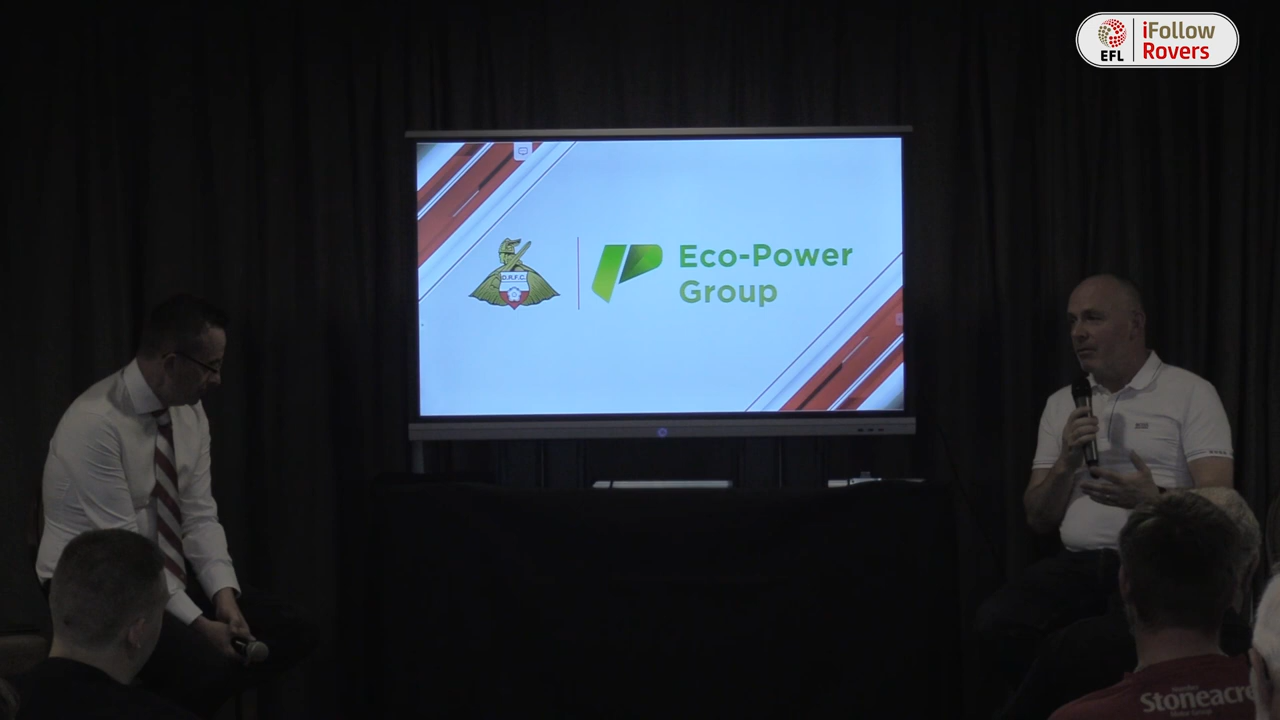 iFollow
Rovers
EFL
D.R.F.C.
Eco-Power
Group
Stoneacre